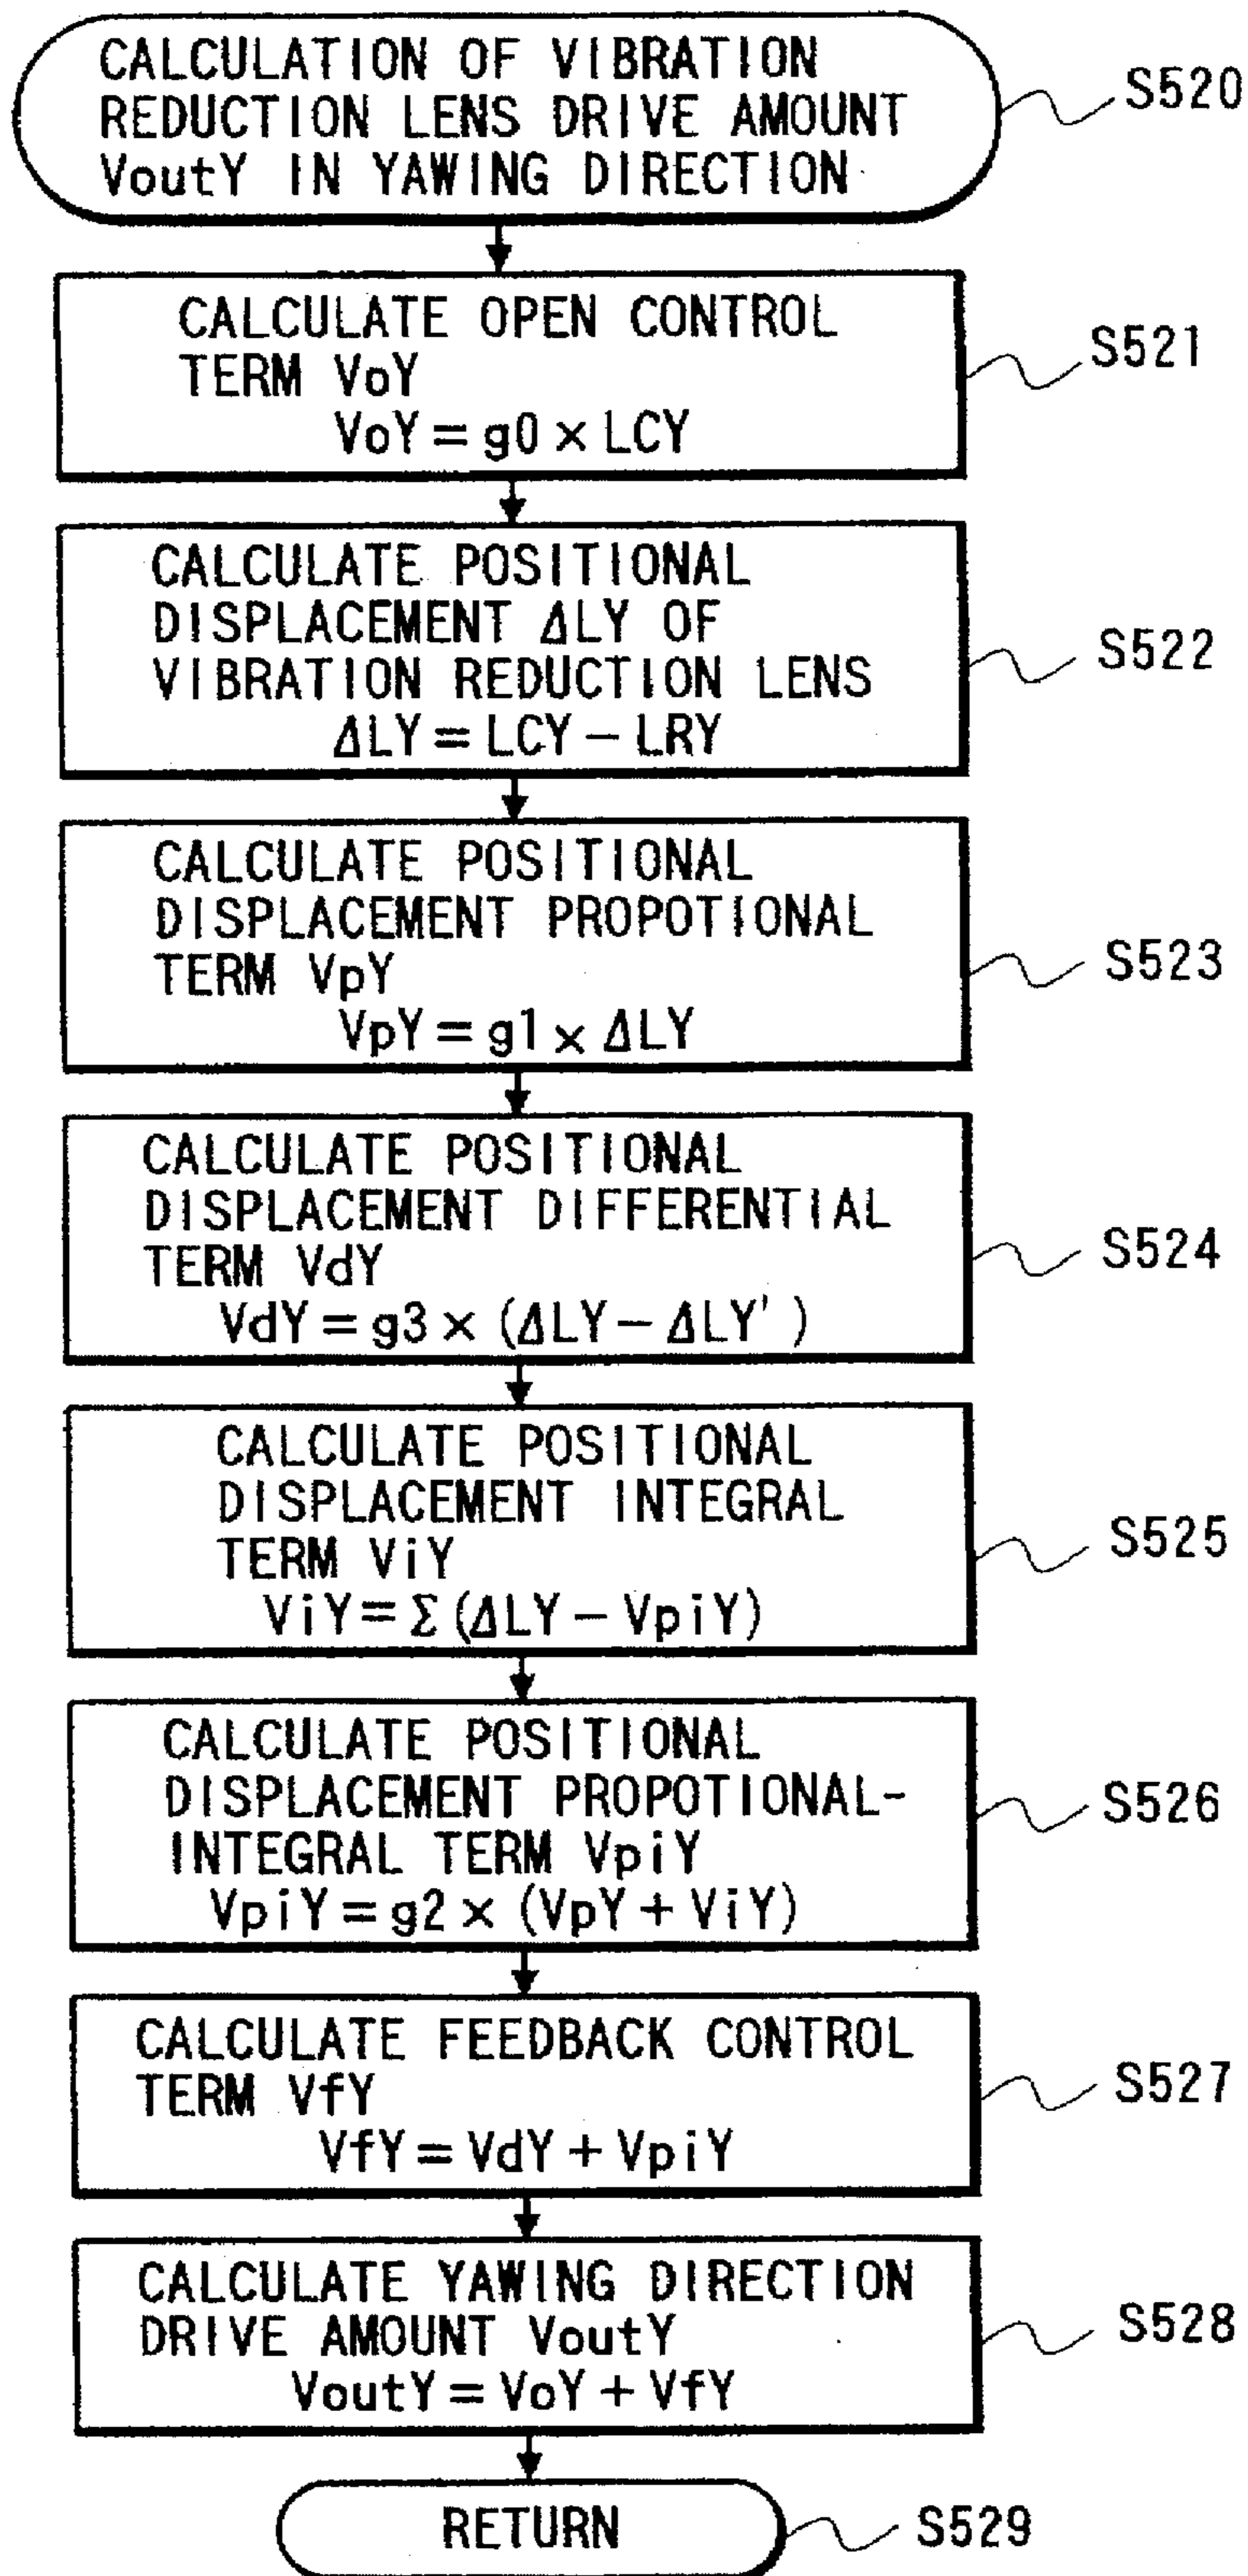 CALCULATION OF VIBRATION
REDUCTION LENS DRIVE AMOUNT
VoutY IN YAWING DIRECTION
S520
CALCULATE OPEN CONTROL
TERM VoY
VoY = g0 × LCY
S521
CALCULATE POSITIONAL
DISPLACEMENT ΔLY OF
VIBRATION REDUCTION LENS
ΔLY = LCY - LRY
S522
CALCULATE POSITIONAL
DISPLACEMENT PROPOTIONAL
TERM VpY
VpY = g1 × ΔLY
S523
CALCULATE POSITIONAL
DISPLACEMENT DIFFERENTIAL
TERM VdY
VdY = g3 × (ΔLY - ΔLY')
S524
CALCULATE POSITIONAL
DISPLACEMENT INTEGRAL
TERM ViY
ViY = Σ (ΔLY - VpiY)
S525
CALCULATE POSITIONAL
DISPLACEMENT PROPOTIONAL-
INTEGRAL TERM VpiY
VpiY = g2 × (VpY + ViY)
S526
CALCULATE FEEDBACK CONTROL
TERM VfY
VfY = VdY + VpiY
S527
CALCULATE YAWING DIRECTION
DRIVE AMOUNT VoutY
VoutY = VoY + VfY
S528
RETURN
S529